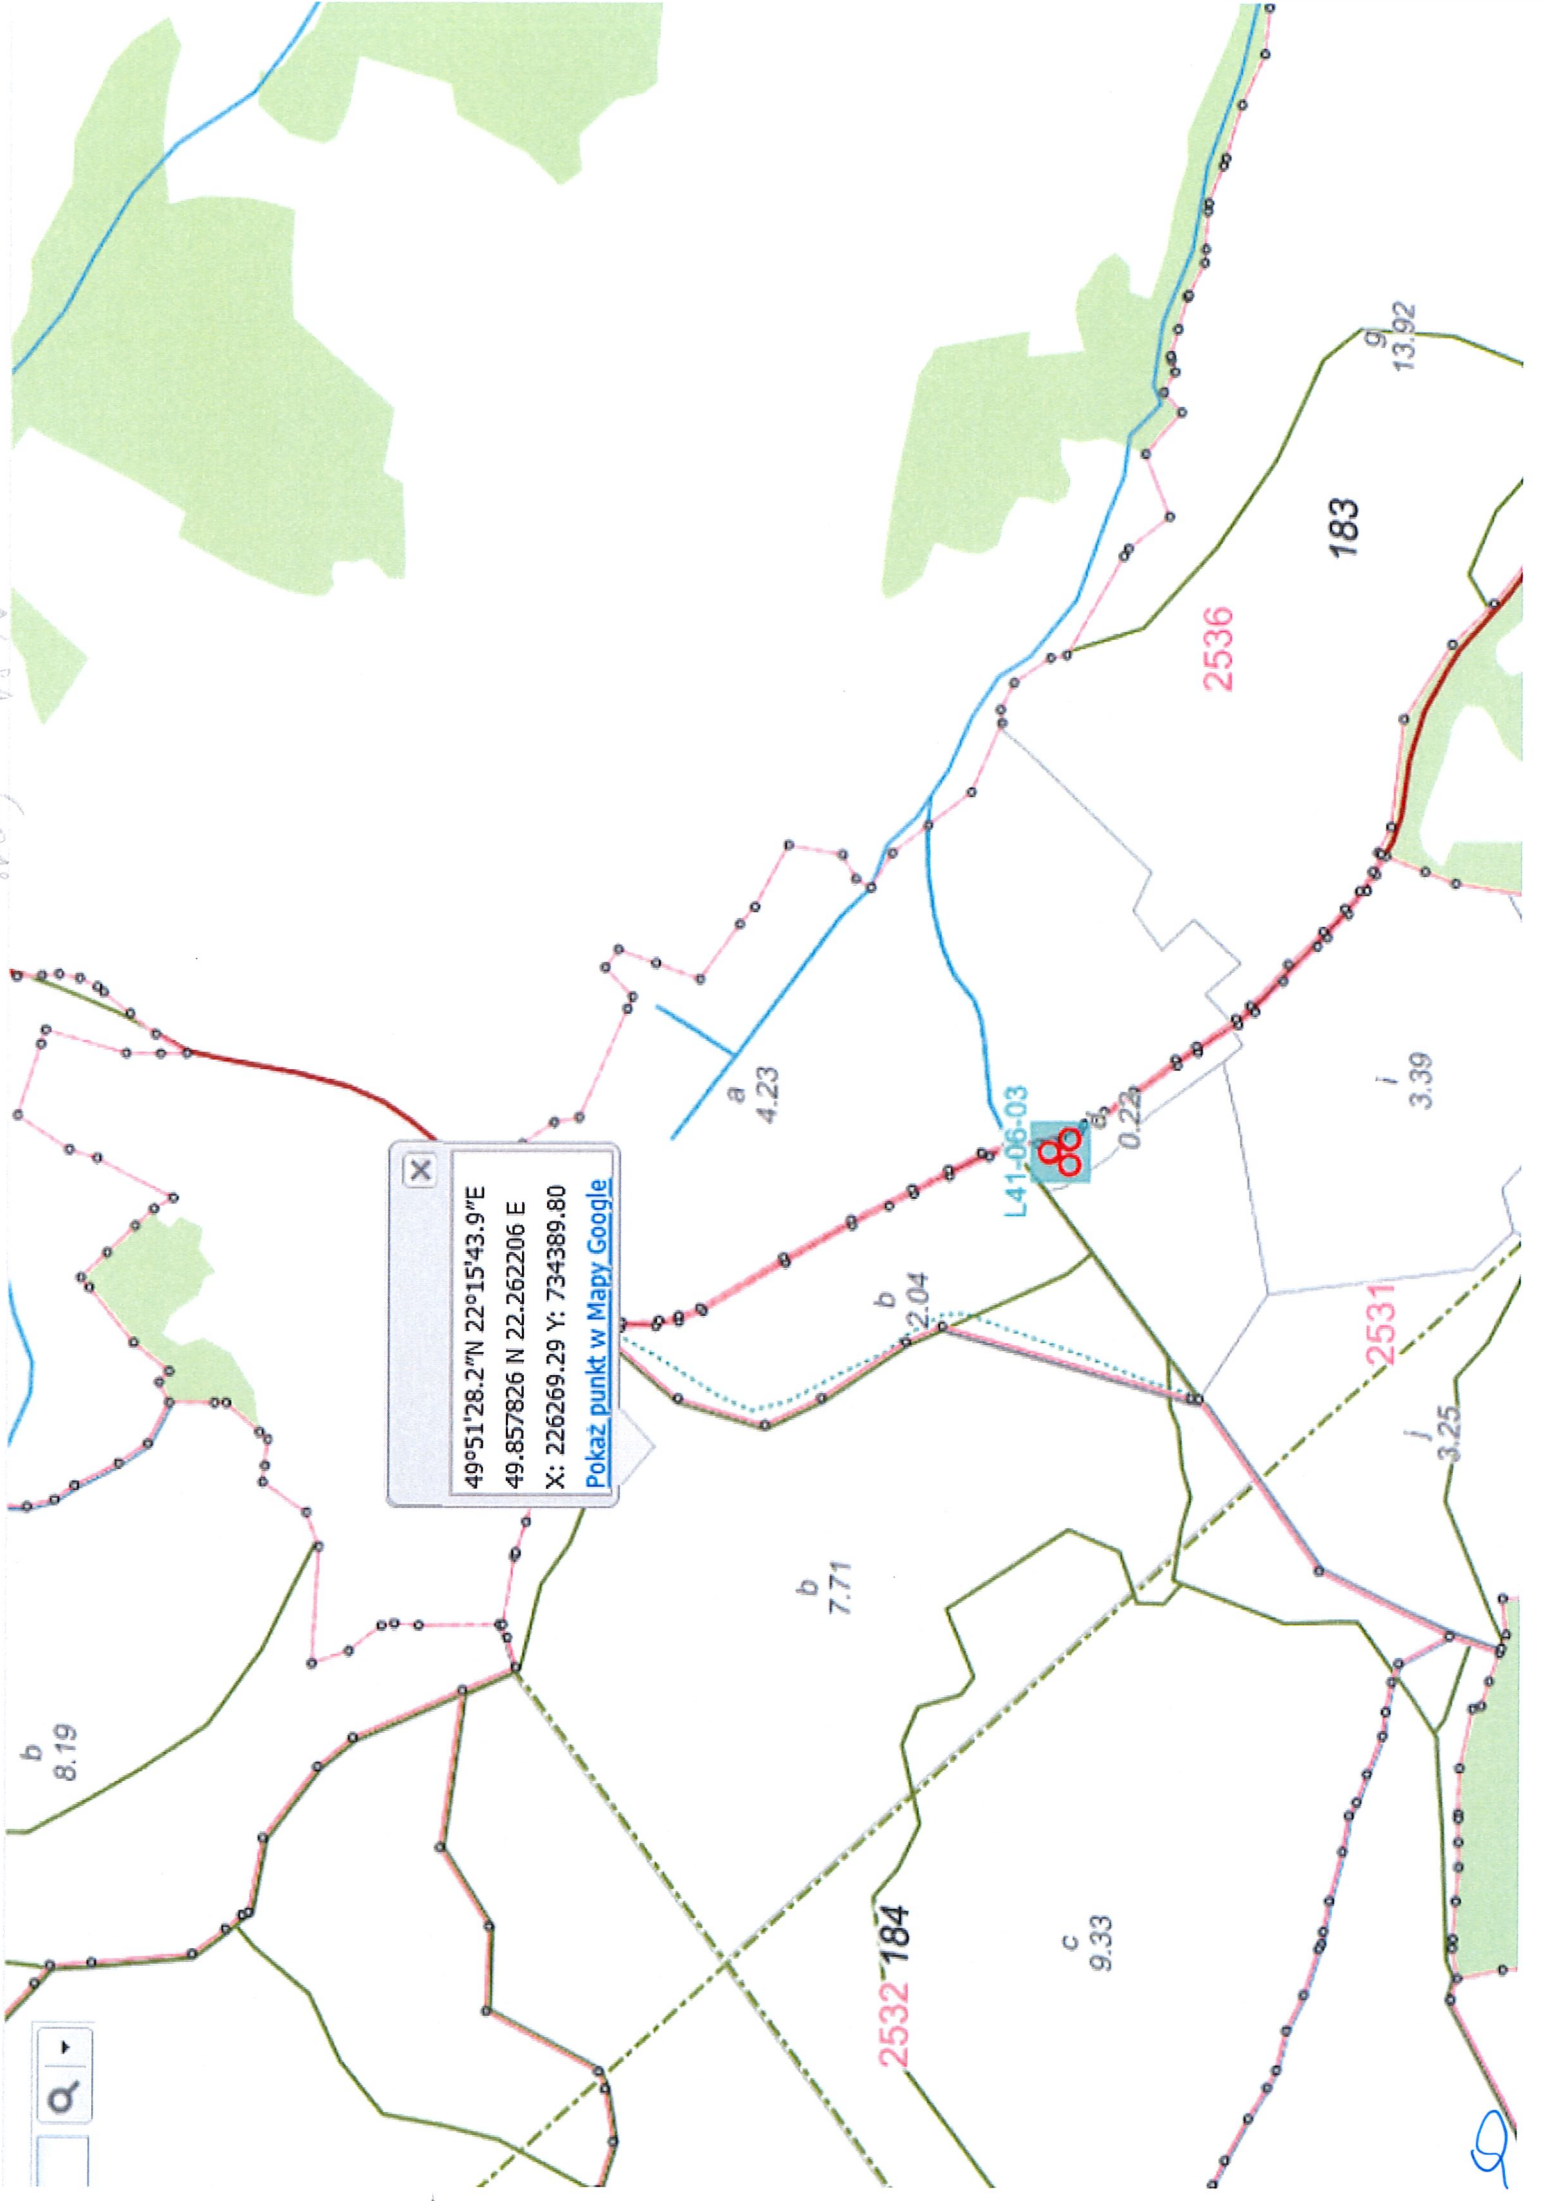 b
8.19
49°51'28.2"N 22°15'43.9"E
49.857826 N 22.262206 E
X: 226269.29 Y: 734389.80
Pokaż punkt w Mapy Google
a
4.23
b
7.71
b
2.04
2532
184
L41-06-03
c
9.33
d
0.22
2536
183
g
13.92
2531
i
3.39
j
3.25